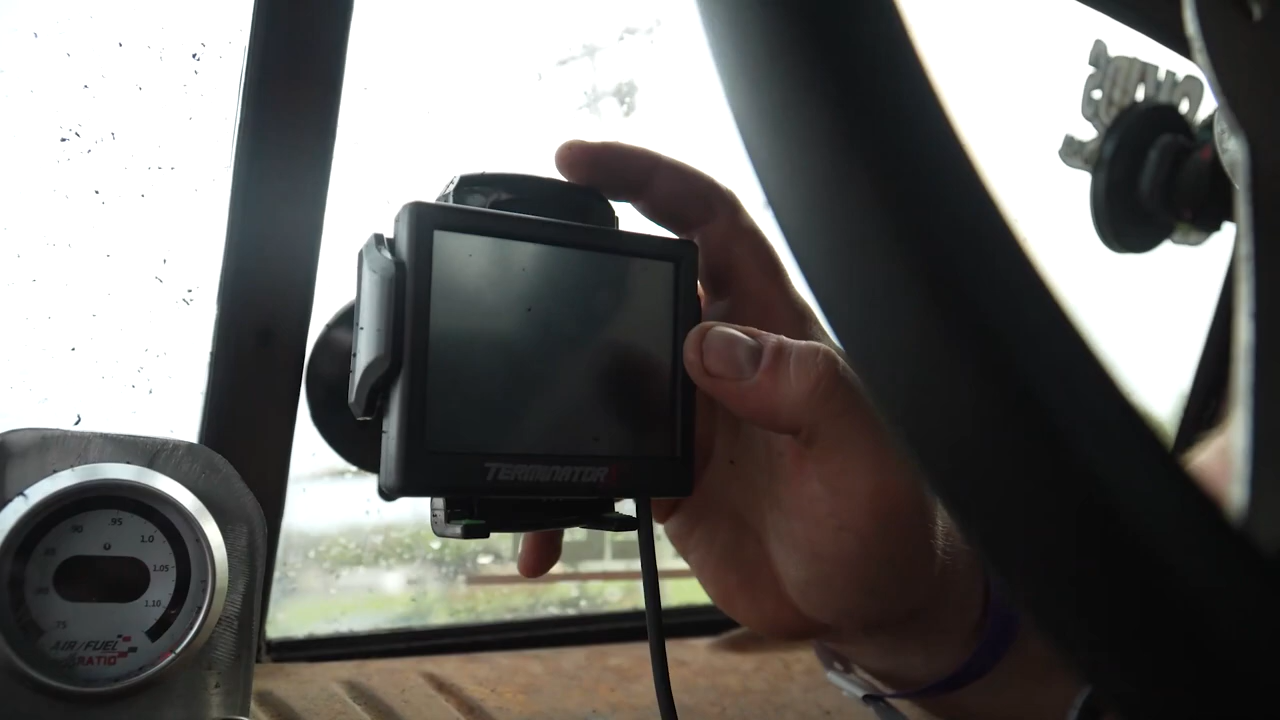 TERMINATOR X
.75
.90
.95
1.0
1.05
1.10
AIR/FUEL
RATIO